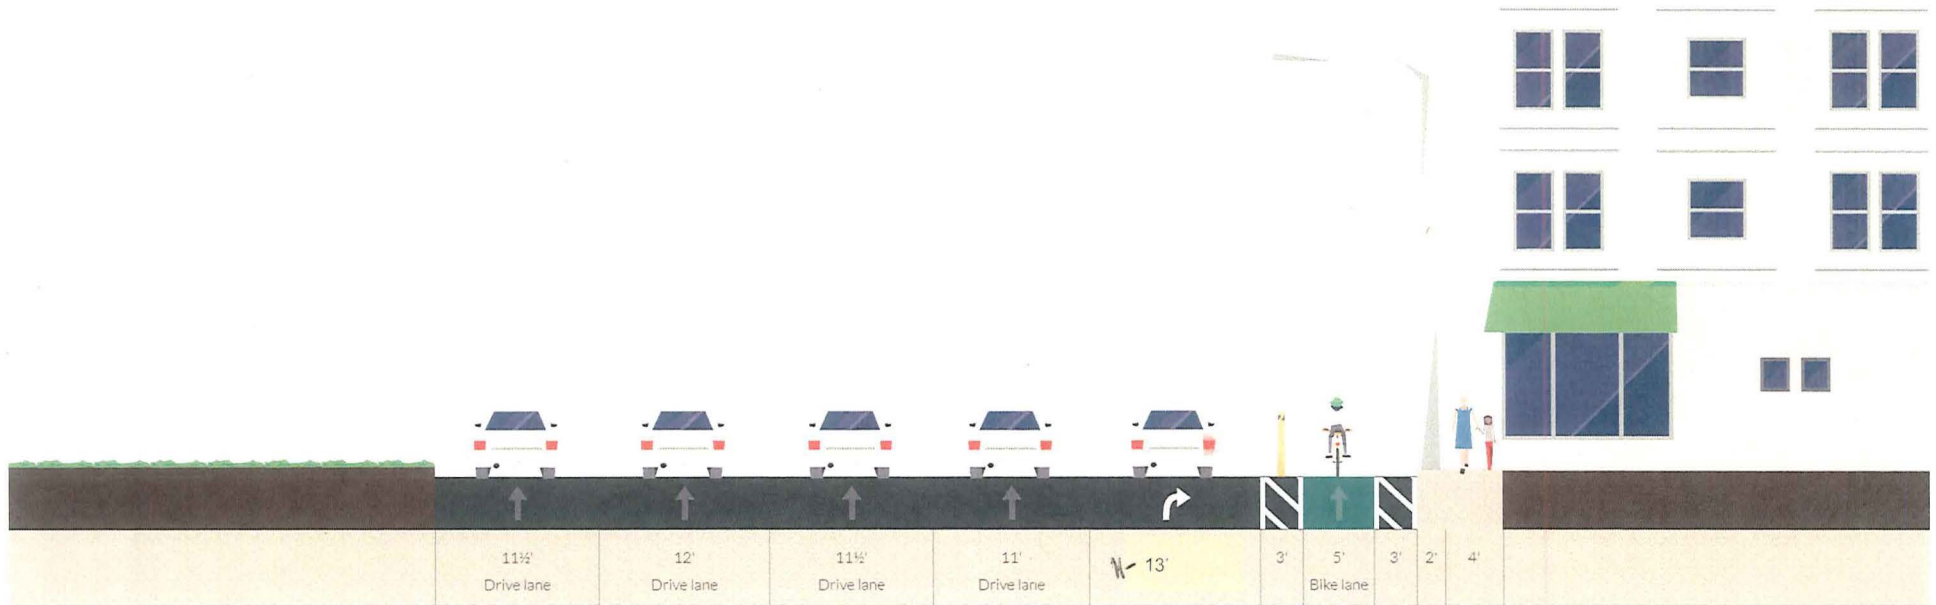 11½'
Drive lane
12'
Drive lane
11½'
Drive lane
11'
Drive lane
13'
3'
5'
Bike lane
3'
2'
4'